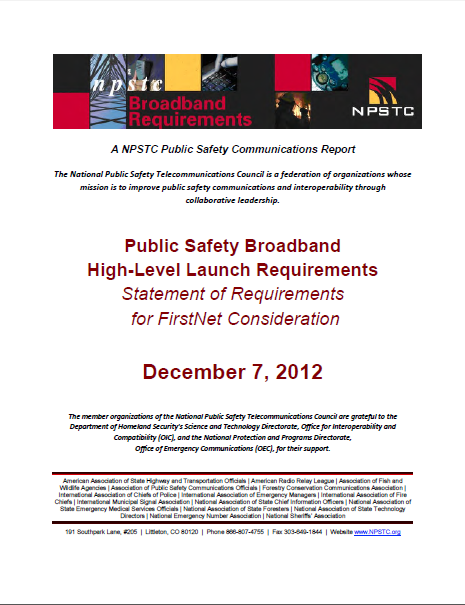 npstc
Broadband
Requirements
NPSTC
A NPSTC Public Safety Communications Report
The National Public Safety Telecommunications Council is a federation of organizations whose
mission is to improve public safety communications and interoperability through
collaborative leadership.
Public Safety Broadband
High-Level Launch Requirements
Statement of Requirements
for FirstNet Consideration
December 7, 2012
The member organizations of the National Public Safety Telecommunications Council are grateful to the
Department of Homeland Security's Science and Technology Directorate, Office for Interoperability and
Compatibility (OIC), and the National Protection and Programs Directorate,
Office of Emergency Communications (OEC), for their support.
American Association of State Highway and Transportation Officials | American Radio Relay League | Association of Fish and
Wildlife Agencies | Association of Public Safety Communications Officials | Forestry Conservation Communications Association |
International Association of Chiefs of Police | International Association of Emergency Managers | International Association of Fire
Chiefs | International Municipal Signal Association | National Association of State Chief Information Officers | National Association of
State Emergency Medical Services Officials | National Association of State Foresters | National Association of State Technology
Directors | National Emergency Number Association | National Sheriffs' Association
191 Southpark Lane, #205 | Littleton, CO 80120 | Phone 866-807-4755 | Fax 303-649-1844 | Website www.NPSTC.org